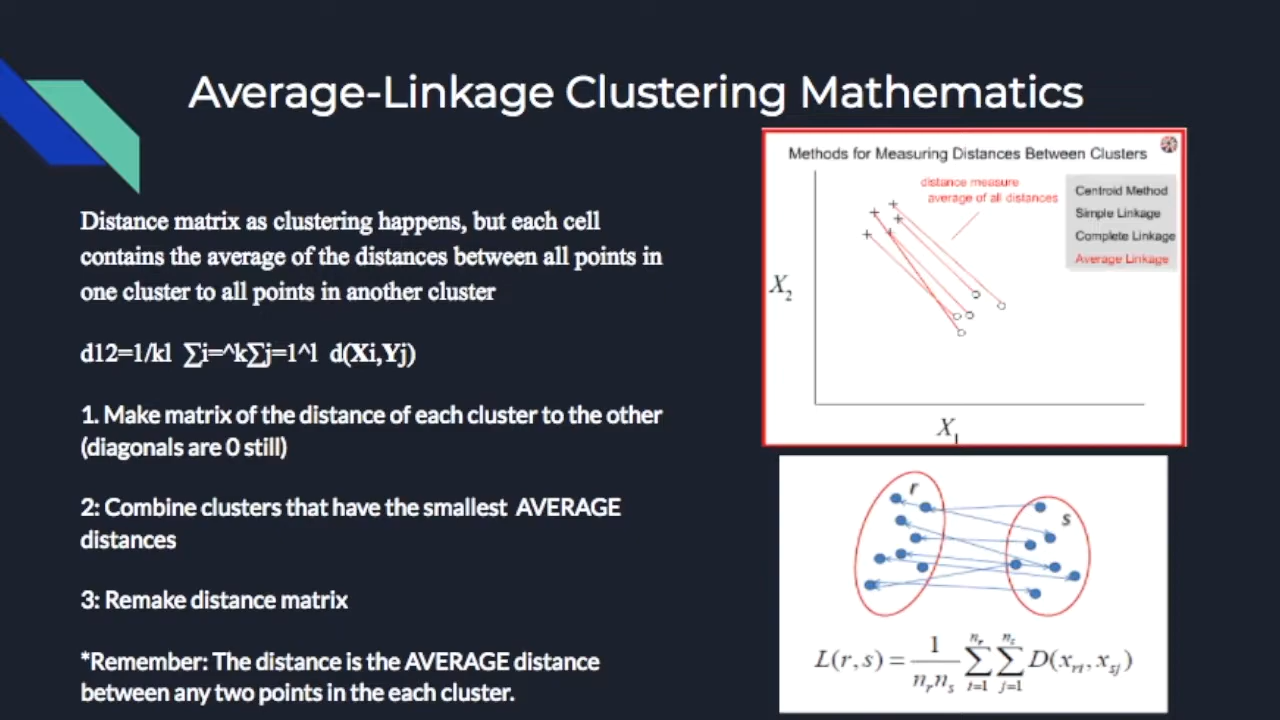 Average-Linkage Clustering Mathematics
Distance matrix as clustering happens, but each cell
contains the average of the distances between all points in
one cluster to all points in another cluster
d12=1/kl ∑i=^k∑j=1^l d(Xi,Yj)
1. Make matrix of the distance of each cluster to the other
(diagonals are 0 still)
2: Combine clusters that have the smallest AVERAGE
distances
3: Remake distance matrix
*Remember: The distance is the AVERAGE distance
between any two points in the each cluster.
Methods for Measuring Distances Between Clusters
distance measure
average of all distances
Centroid Method
Simple Linkage
Complete Linkage
Average Linkage
X₂
X₁
r
s
L(r,s) = 1/(nᵣnₛ) ∑_{i=1}^{nᵣ} ∑_{j=1}^{nₛ} D(x_{ri}, x_{sj})